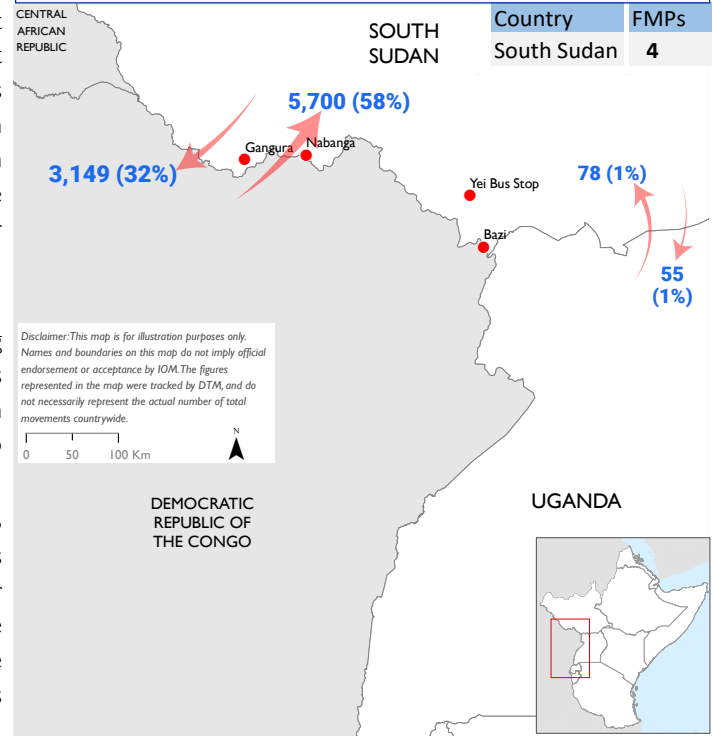 CENTRAL
AFRICAN
REPUBLIC
SOUTH
SUDAN
Country FMPs
South Sudan 4
5,700 (58%)
Gangura
Nabanga
3,149 (32%)
Yei Bus Stop
78 (1%)
Bazi
55
(1%)
Disclaimer: This map is for illustration purposes only.
Names and boundaries on this map do not imply official
endorsement or acceptance by IOM. The figures
represented in the map were tracked by DTM, and do
not necessarily represent the actual number of total
movements countrywide.
N
0 50 100 Km
DEMOCRATIC
REPUBLIC OF
THE CONGO
UGANDA